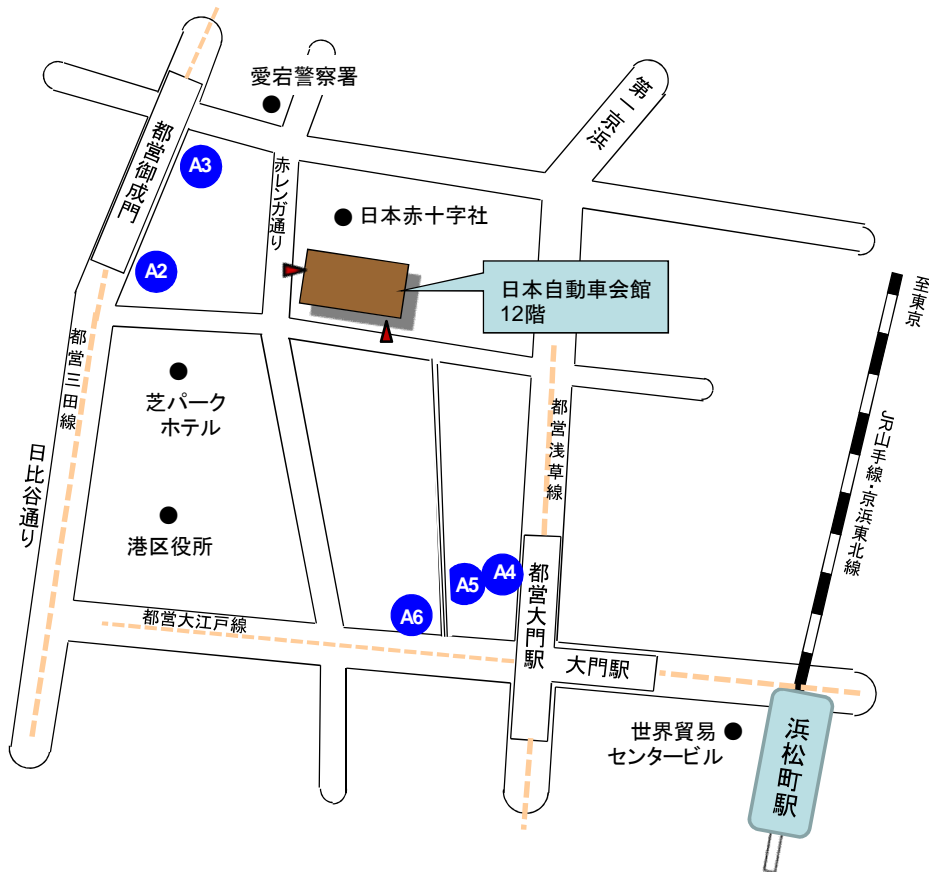 愛宕警察署
第一京浜
都営御成門
A3
赤レンガ通り
日本赤十字社
A2
日本自動車会館
12階
至東京
都営三田線
芝パーク
ホテル
都営浅草線
JR山手線・京浜東北線
日比谷通り
港区役所
A4
A5
A6
都営大門駅
都営大江戸線
大門駅
世界貿易
センタービル
浜松町駅